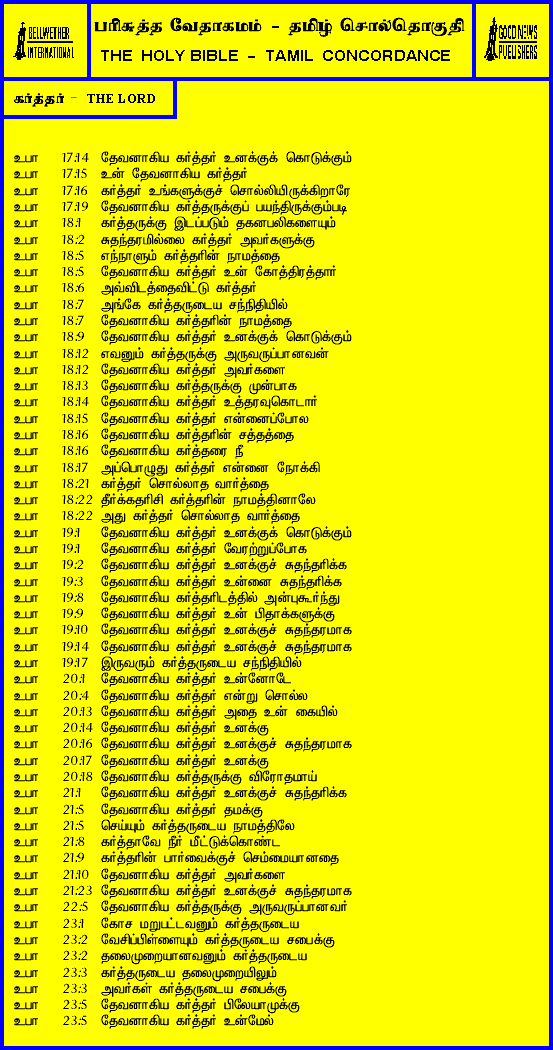 BELLWETHER
INTERNATIONAL
பரிசுத்த வேதாகமம் - தமிழ் சொல்தொகுதி
THE HOLY BIBLE - TAMIL CONCORDANCE
GOOD NEWS
PUBLISHERS
கர்த்தர் - THE LORD
உபா 17:14 தேவனாகிய கர்த்தர் உனக்குக் கொடுக்கும்
உபா 17:15 உன் தேவனாகிய கர்த்தர்
உபா 17:16 கர்த்தர் உங்களுக்குச் சொல்லியிருக்கிறாரே
உபா 17:19 தேவனாகிய கர்த்தருக்குப் பயந்திருக்கும்படி
உபா 18:1 கர்த்தருக்கு இடப்படும் தகனபலிகளையும்
உபா 18:2 சுதந்தரமில்லை கர்த்தர் அவர்களுக்கு
உபா 18:5 எந்நாளும் கர்த்தரின் நாமத்தை
உபா 18:5 தேவனாகிய கர்த்தர் உன் கோத்திரத்தார்
உபா 18:6 அவ்விடத்தைவிட்டு கர்த்தர்
உபா 18:7 அங்கே கர்த்தருடைய சந்நிதியில்
உபா 18:7 தேவனாகிய கர்த்தரின் நாமத்தை
உபா 18:9 தேவனாகிய கர்த்தர் உனக்குக் கொடுக்கும்
உபா 18:12 எவனும் கர்த்தருக்கு அருவருப்பானவன்
உபா 18:12 தேவனாகிய கர்த்தர் அவர்களை
உபா 18:13 தேவனாகிய கர்த்தருக்கு முன்பாக
உபா 18:14 தேவனாகிய கர்த்தர் உத்தரவுகொடார்
உபா 18:15 தேவனாகிய கர்த்தர் என்னைப்போல
உபா 18:16 தேவனாகிய கர்த்தரின் சத்தத்தை
உபா 18:16 தேவனாகிய கர்த்தரை நீ
உபா 18:17 அப்பொழுது கர்த்தர் என்னை நோக்கி
உபா 18:21 கர்த்தர் சொல்லாத வார்த்தை
உபா 18:22 தீர்க்கதரிசி கர்த்தரின் நாமத்தினாலே
உபா 18:22 அது கர்த்தர் சொல்லாத வார்த்தை
உபா 19:1 தேவனாகிய கர்த்தர் உனக்குக் கொடுக்கும்
உபா 19:1 தேவனாகிய கர்த்தர் வேரற்றுப்போக
உபா 19:2 தேவனாகிய கர்த்தர் உனக்குச் சுதந்தரிக்க
உபா 19:3 தேவனாகிய கர்த்தர் உன்னை சுதந்தரிக்க
உபா 19:8 தேவனாகிய கர்த்தரிடத்தில் அன்புகூர்ந்து
உபா 19:9 தேவனாகிய கர்த்தர் உன் பிதாக்களுக்கு
உபா 19:10 தேவனாகிய கர்த்தர் உனக்குச் சுதந்தரமாக
உபா 19:14 தேவனாகிய கர்த்தர் உனக்குச் சுதந்தரமாக
உபா 19:17 இருவரும் கர்த்தருடைய சந்நிதியில்
உபா 20:1 தேவனாகிய கர்த்தர் உன்னோடே
உபா 20:4 தேவனாகிய கர்த்தர் என்று சொல்ல
உபா 20:13 தேவனாகிய கர்த்தர் அதை உன் கையில்
உபா 20:14 தேவனாகிய கர்த்தர் உனக்கு
உபா 20:16 தேவனாகிய கர்த்தர் உனக்குச் சுதந்தரமாக
உபா 20:17 தேவனாகிய கர்த்தர் உனக்கு
உபா 20:18 தேவனாகிய கர்த்தருக்கு விரோதமாய்
உபா 21:1 தேவனாகிய கர்த்தர் உனக்குச் சுதந்தரிக்க
உபா 21:5 தேவனாகிய கர்த்தர் தமக்கு
உபா 21:5 செய்யும் கர்த்தருடைய நாமத்திலே
உபா 21:8 கர்த்தாவே நீர் மீட்டுக்கொண்ட
உபா 21:9 கர்த்தரின் பார்வைக்குச் செம்மையானதை
உபா 21:10 தேவனாகிய கர்த்தர் அவர்களை
உபா 21:23 தேவனாகிய கர்த்தர் உனக்குச் சுதந்தரமாக
உபா 22:5 தேவனாகிய கர்த்தருக்கு அருவருப்பானவர்
உபா 23:1 கோச மறுபட்டவனும் கர்த்தருடைய
உபா 23:2 வேசிப்பிள்ளையும் கர்த்தருடைய சபைக்கு
உபா 23:2 தலைமுறையானவனும் கர்த்தருடைய
உபா 23:3 கர்த்தருடைய தலைமுறையிலும்
உபா 23:3 அவர்கள் கர்த்தருடைய சபைக்கு
உபா 23:5 தேவனாகிய கர்த்தர் பிலேயாமுக்கு
உபா 23:5 தேவனாகிய கர்த்தர் உன்மேல்